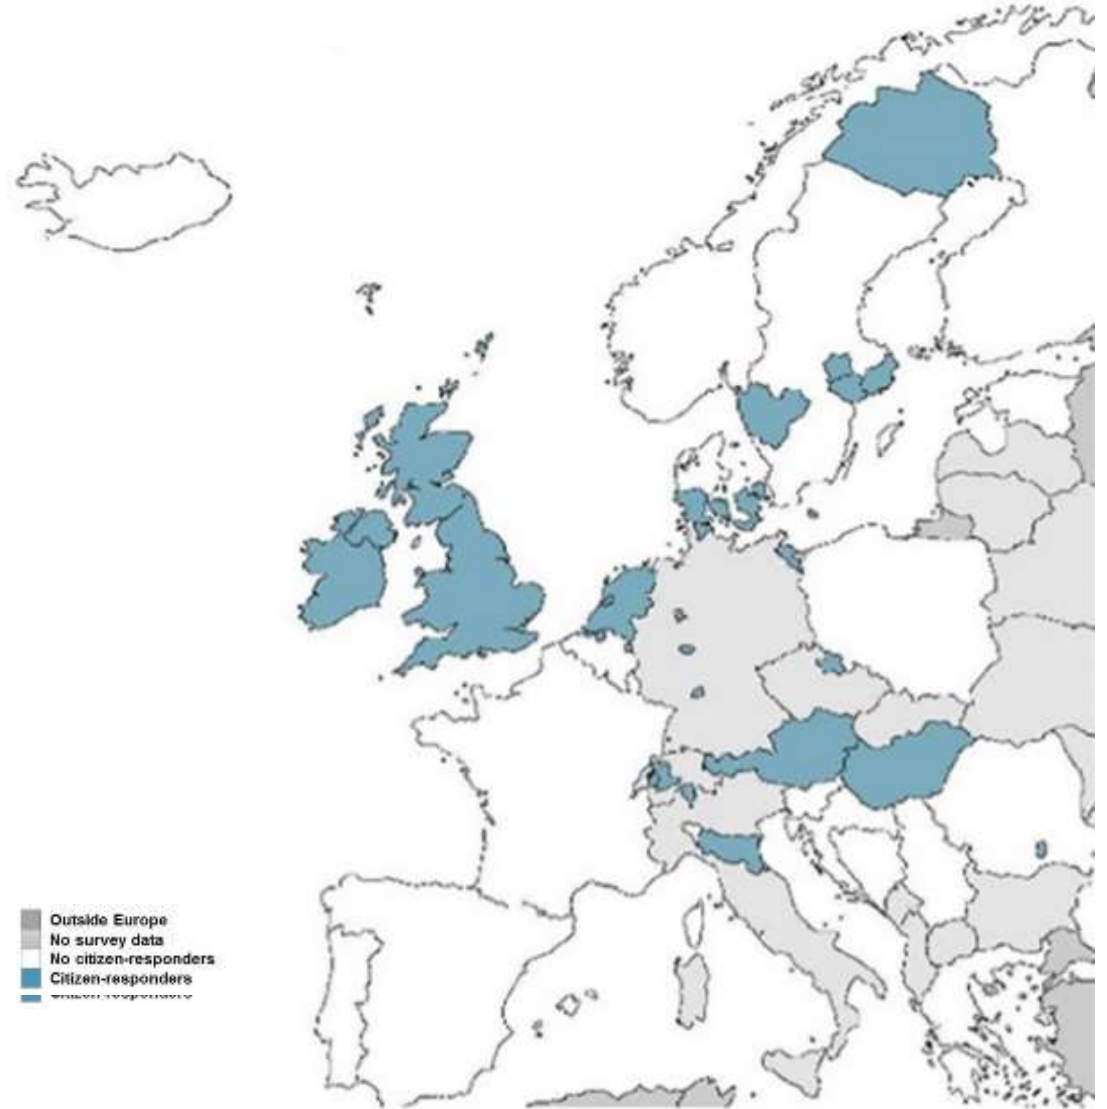 Outside Europe
No survey data
No citizen-responders
Citizen-responders